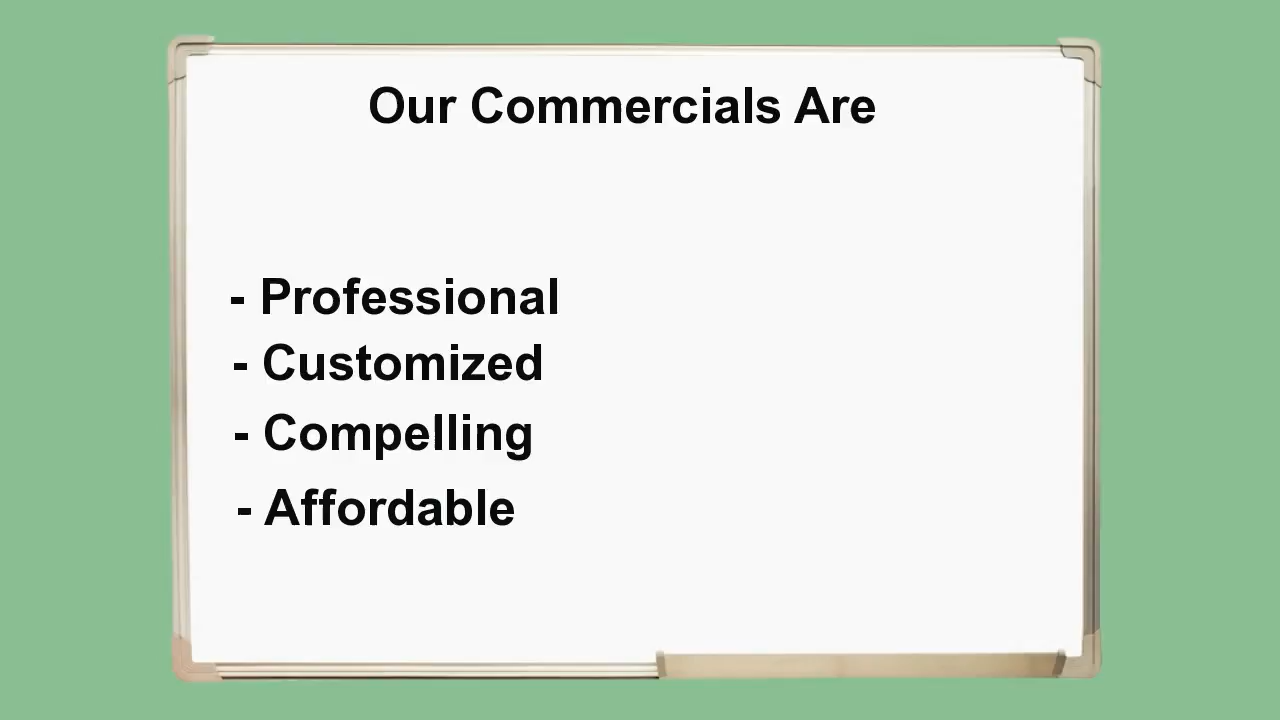 Our Commercials Are
- Professional
- Customized
- Compelling
- Affordable